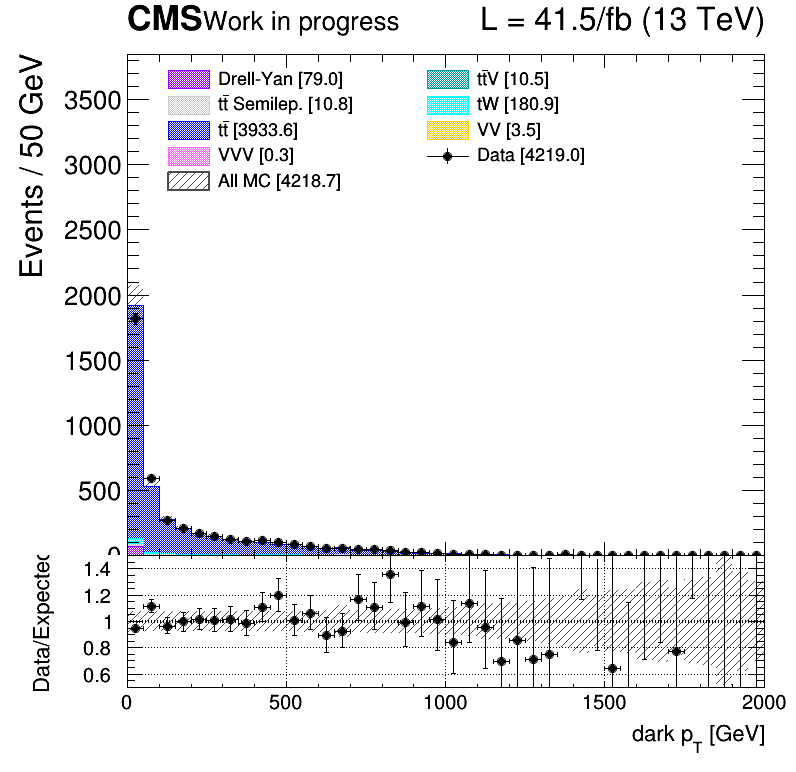 CMS Work in progress L = 41.5/fb (13 TeV)
Events / 50 GeV
3500
3000
2500
2000
1500
1000
500
0
Drell-Yan [79.0]
tt̄ Semilep. [10.8]
tt̄ [3933.6]
VVV [0.3]
All MC [4218.7]
tt̄V [10.5]
tW [180.9]
VV [3.5]
Data [4219.0]
Data/Expected
1.4
1.2
1
0.8
0.6
0 500 1000 1500 2000
dark p_T [GeV]